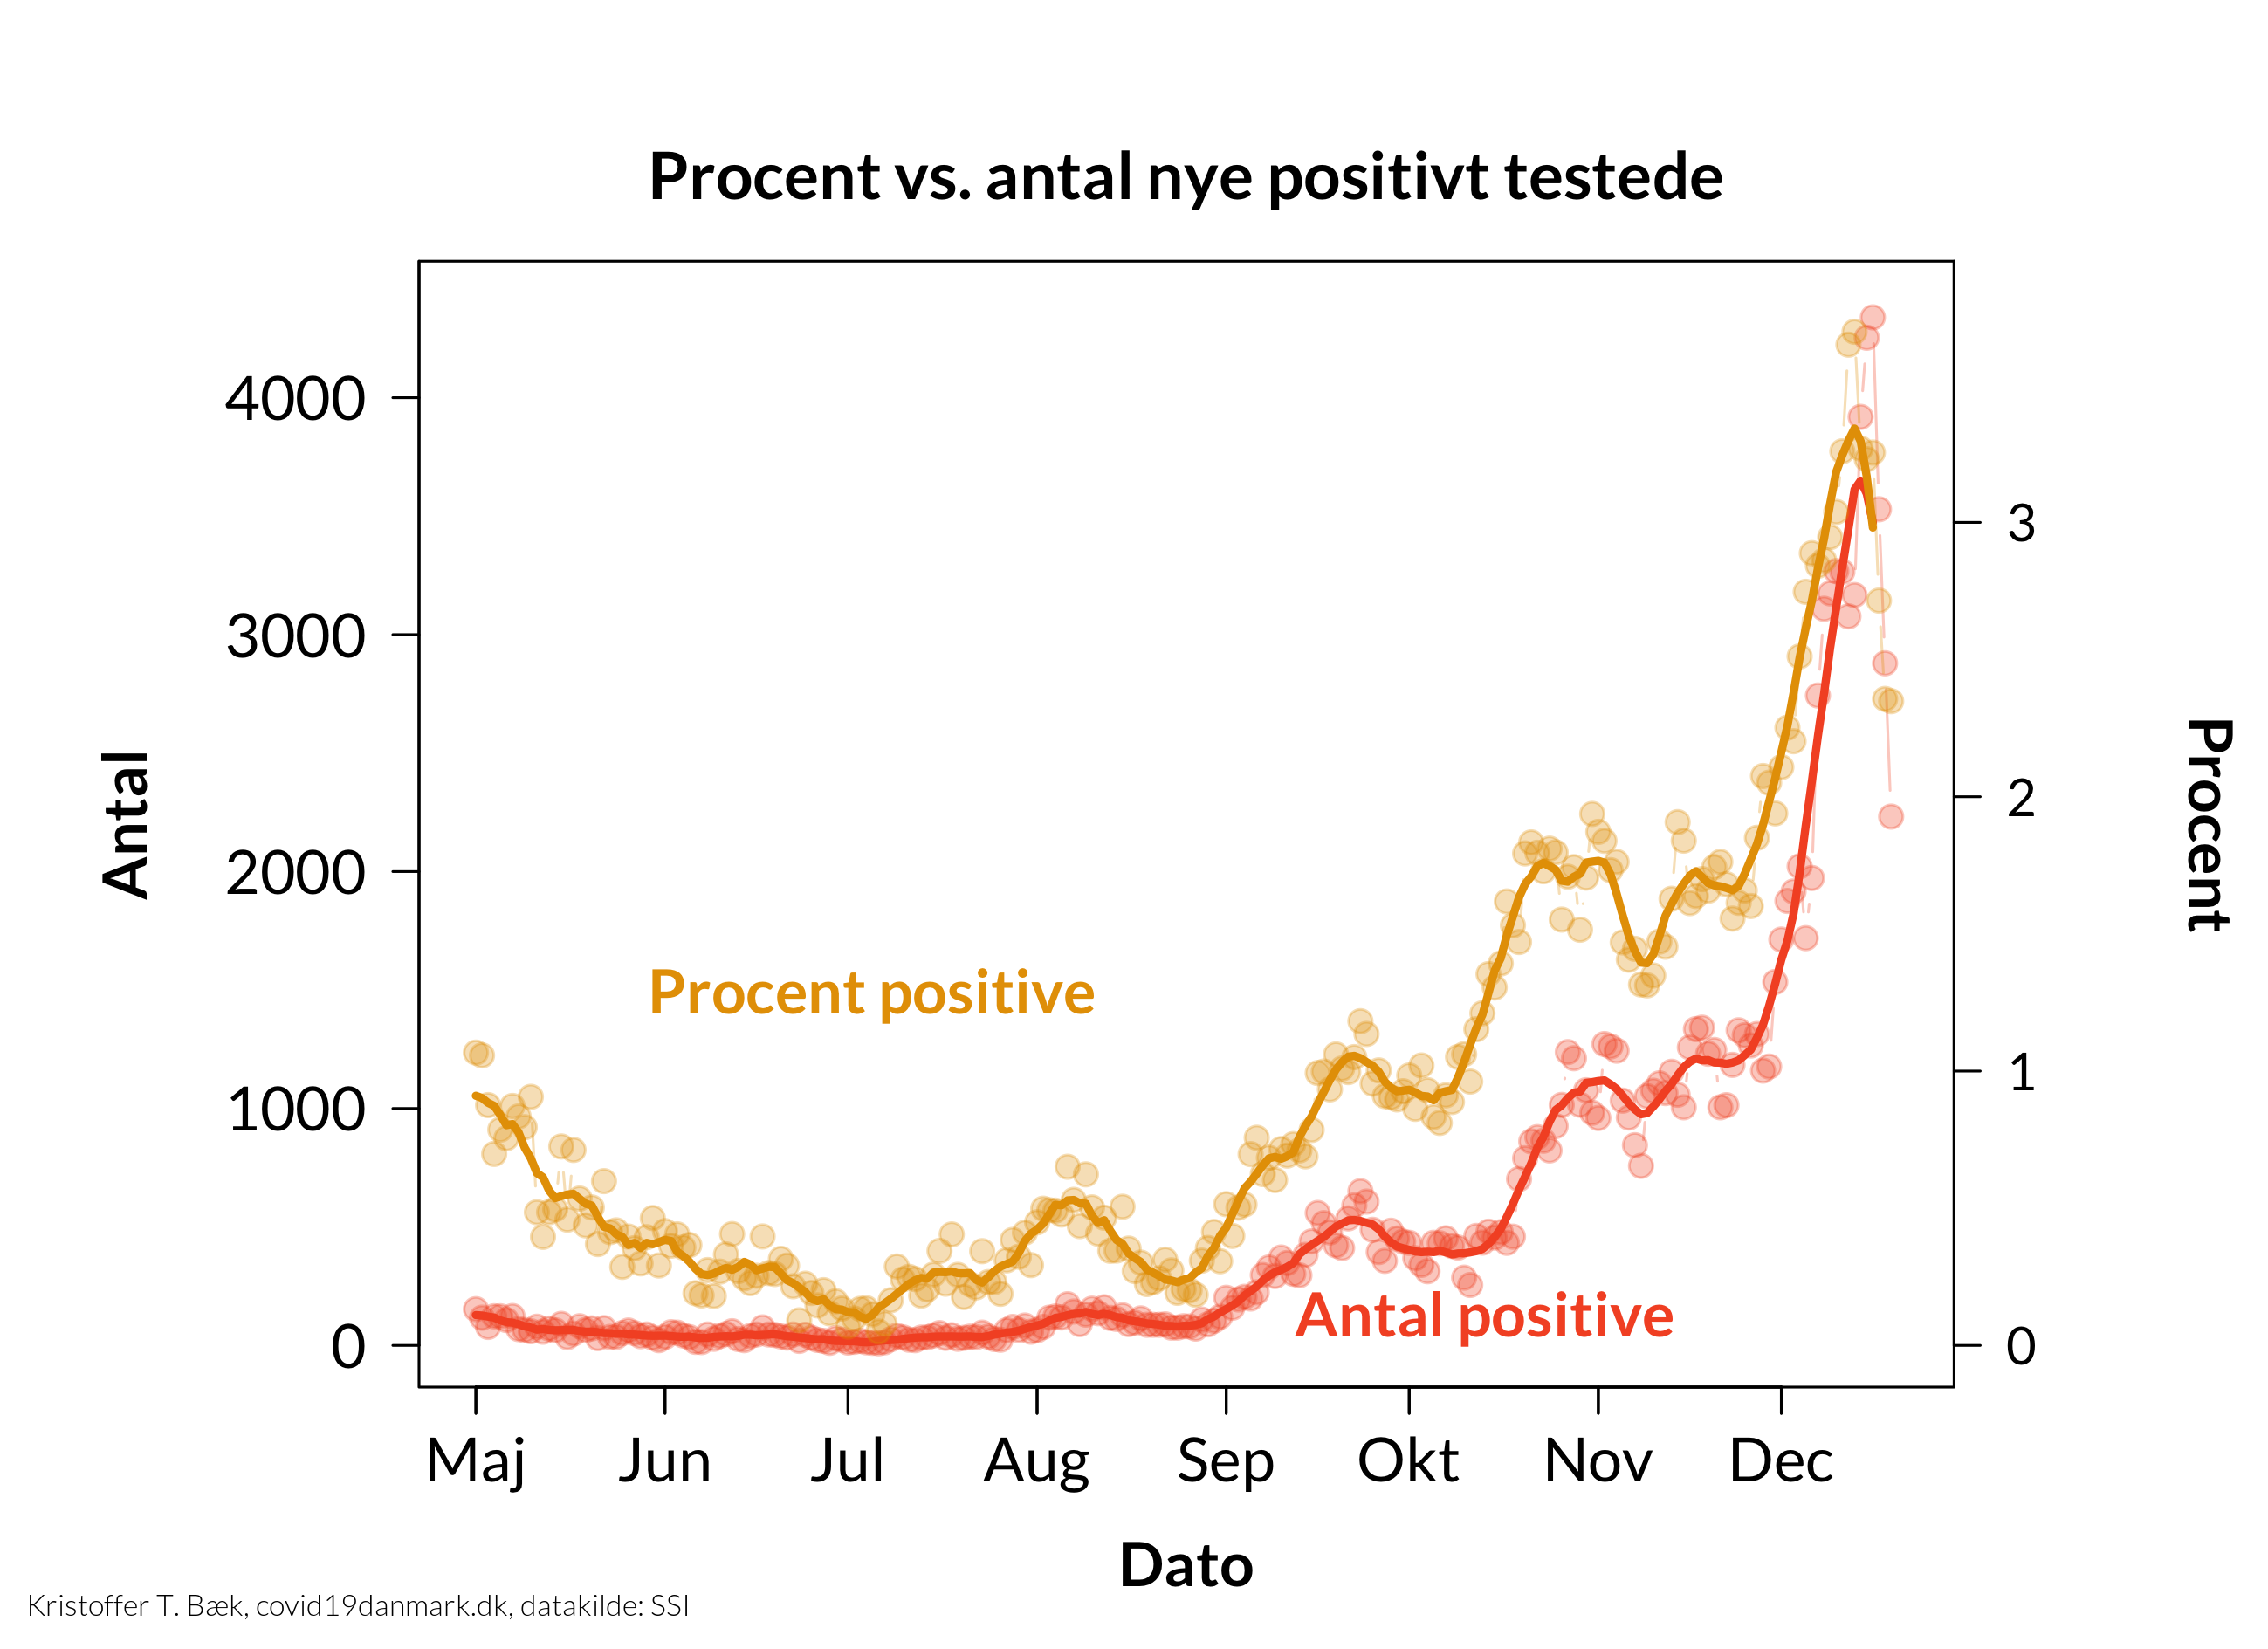 Procent vs. antal nye positivt testede
Antal
4000
3000
2000
1000
0
Procent
3
2
1
0
Procent positive
Antal positive
Maj Jun Jul Aug Sep Okt Nov Dec
Dato
Kristoffer T. Bæk, covid19danmark.dk, datakilde: SSI